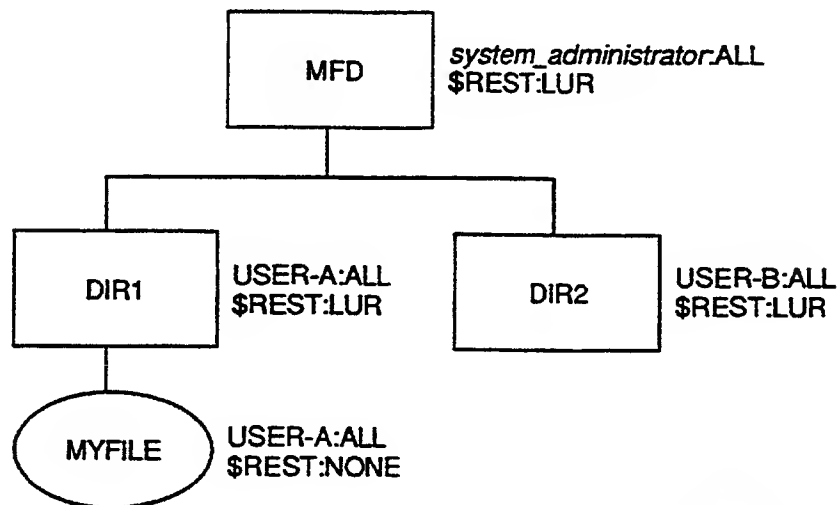 MFD
system_administrator:ALL
$REST:LUR
DIR1
USER-A:ALL
$REST:LUR
DIR2
USER-B:ALL
$REST:LUR
MYFILE
USER-A:ALL
$REST:NONE